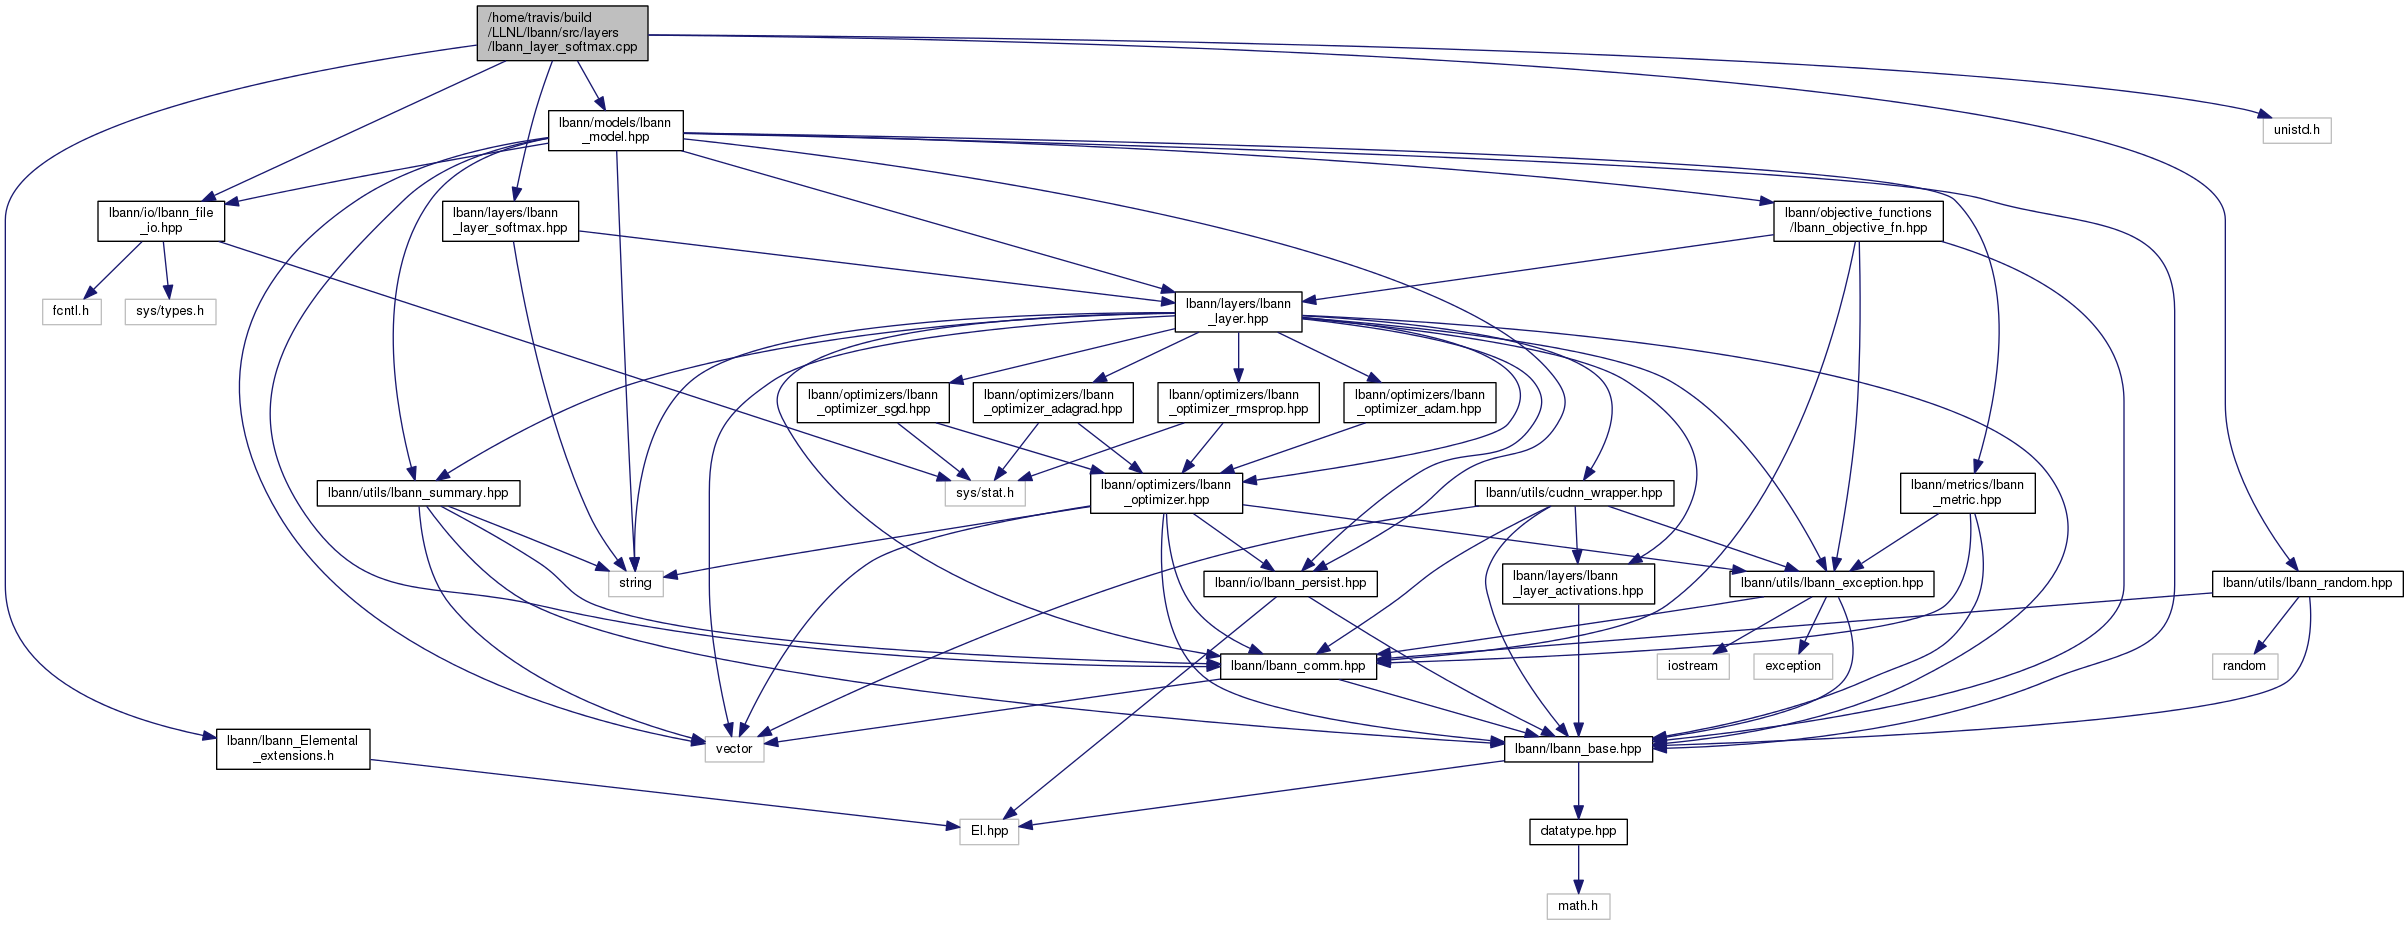 /home/travis/build
/LLNL/lbann/src/layers
/lbann_layer_softmax.cpp
lbann/models/lbann
_model.hpp
unistd.h
lbann/io/lbann_file
_io.hpp
lbann/layers/lbann
_layer_softmax.hpp
lbann/objective_functions
/lbann_objective_fn.hpp
fcntl.h
sys/types.h
lbann/layers/lbann
_layer.hpp
lbann/optimizers/lbann
_optimizer_sgd.hpp
lbann/optimizers/lbann
_optimizer_adagrad.hpp
lbann/optimizers/lbann
_optimizer_rmsprop.hpp
lbann/optimizers/lbann
_optimizer_adam.hpp
lbann/utils/lbann_summary.hpp
sys/stat.h
lbann/optimizers/lbann
_optimizer.hpp
lbann/utils/cudnn_wrapper.hpp
lbann/metrics/lbann
_metric.hpp
string
lbann/io/lbann_persist.hpp
lbann/layers/lbann
_layer_activations.hpp
lbann/utils/lbann_exception.hpp
lbann/utils/lbann_random.hpp
lbann/lbann_comm.hpp
iostream
exception
random
lbann/lbann_Elemental
_extensions.h
vector
lbann/lbann_base.hpp
El.hpp
datatype.hpp
math.h